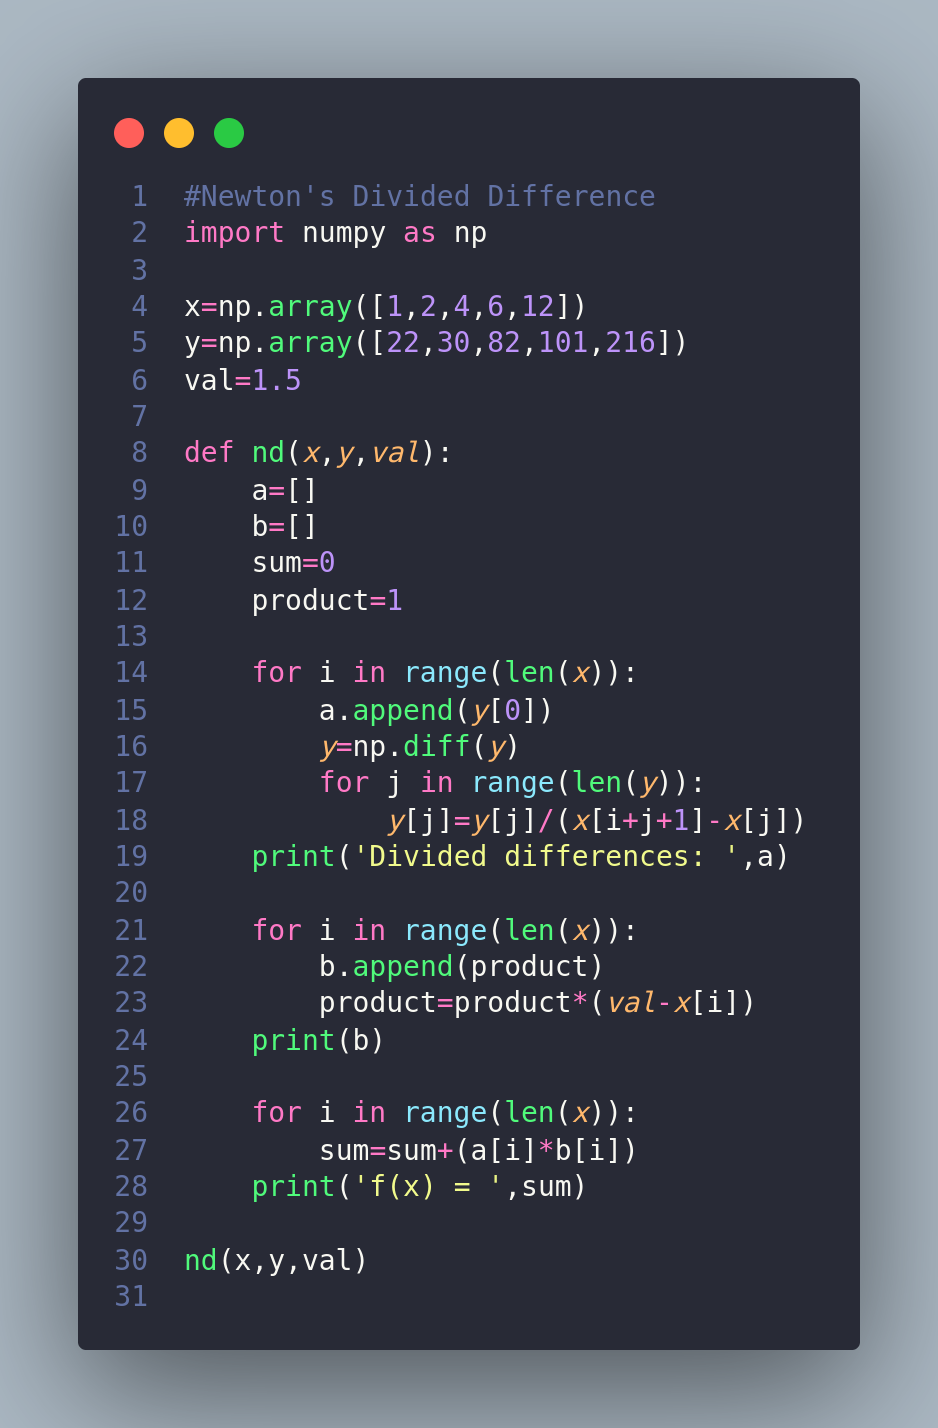 1 #Newton's Divided Difference
2 import numpy as np
3
4 x=np.array([1,2,4,6,12])
5 y=np.array([22,30,82,101,216])
6 val=1.5
7
8 def nd(x,y,val):
9     a=[]
10     b=[]
11     sum=0
12     product=1
13
14     for i in range(len(x)):
15         a.append(y[0])
16         y=np.diff(y)
17         for j in range(len(y)):
18             y[j]=y[j]/(x[i+j+1]-x[j])
19     print('Divided differences: ',a)
20
21     for i in range(len(x)):
22         b.append(product)
23         product=product*(val-x[i])
24     print(b)
25
26     for i in range(len(x)):
27         sum=sum+(a[i]*b[i])
28     print('f(x) = ',sum)
29
30 nd(x,y,val)
31